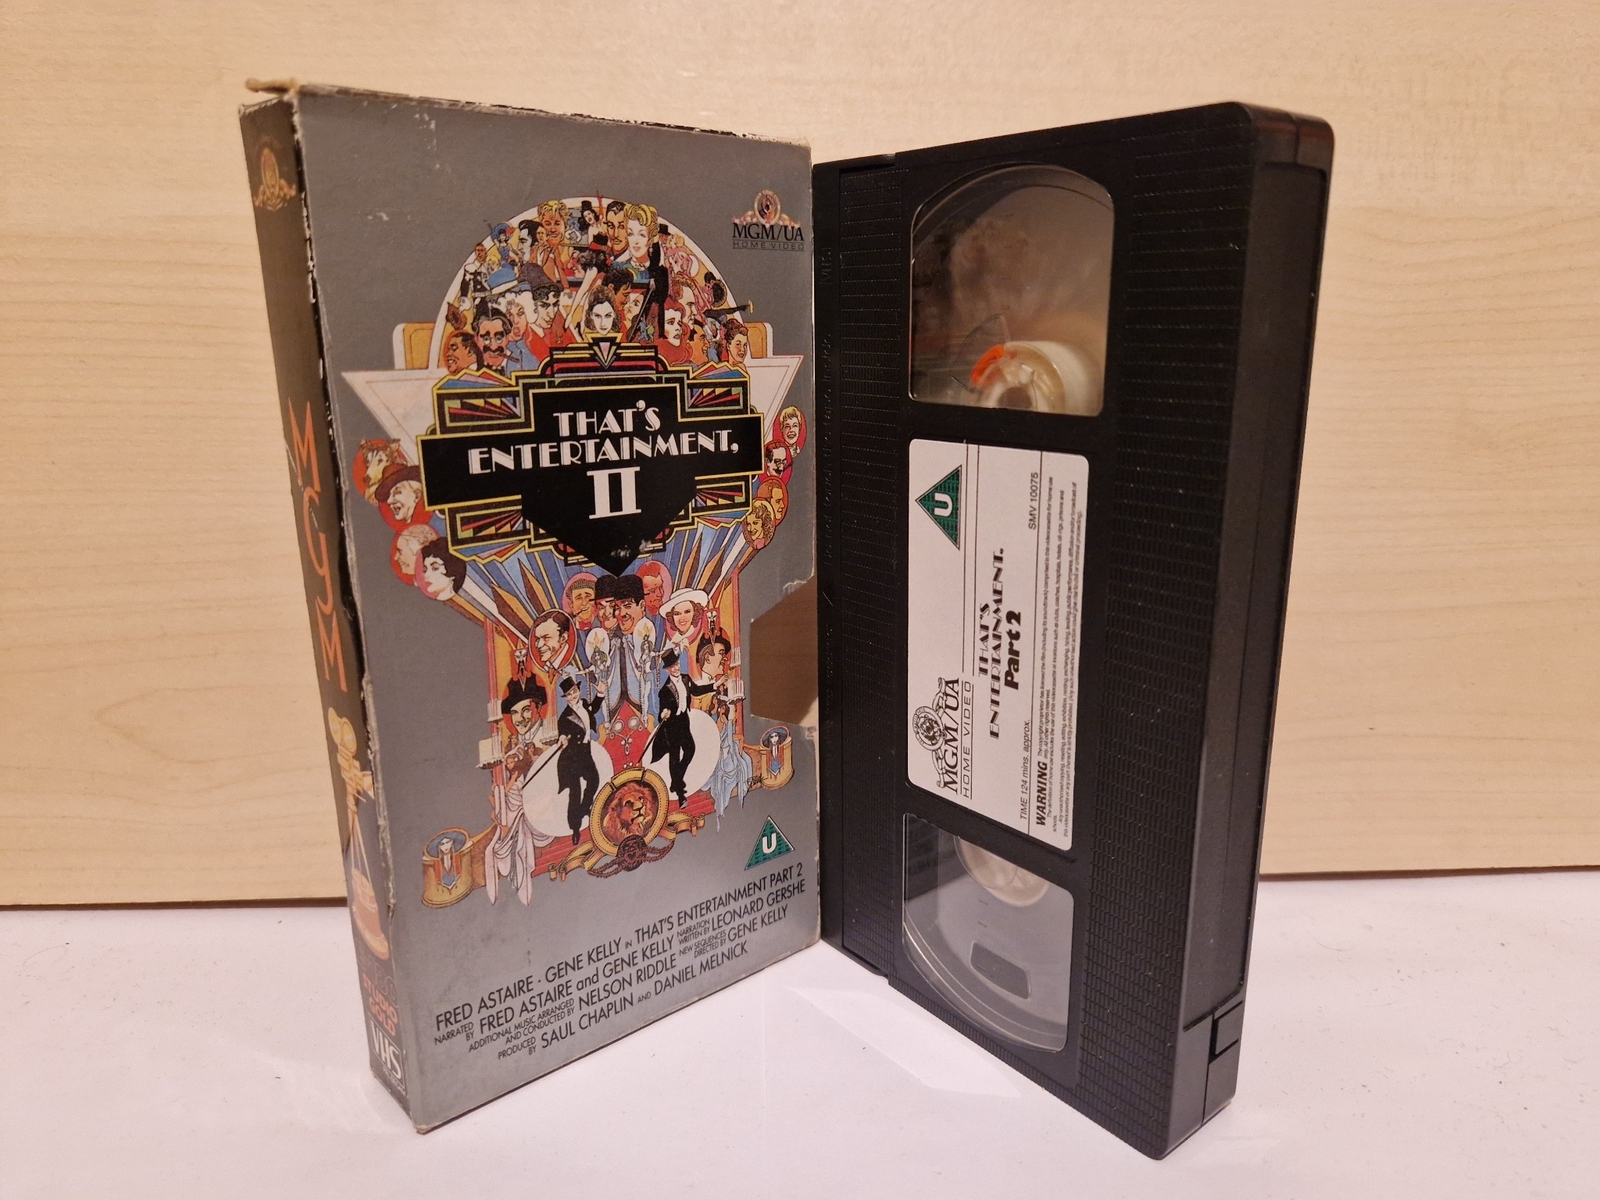 MGM
STUDIO
GOLD
VHS
MGM/UA
HOME VIDEO
THAT'S
ENTERTAINMENT,
II
U
FRED ASTAIRE · GENE KELLY IN THAT'S ENTERTAINMENT PART 2
NARRATED BY FRED ASTAIRE and GENE KELLY NARRATION WRITTEN BY LEONARD GERSHE
ADDITIONAL MUSIC ARRANGED AND CONDUCTED BY NELSON RIDDLE NEW SEQUENCES DIRECTED BY GENE KELLY
PRODUCED BY SAUL CHAPLIN AND DANIEL MELNICK
U
MGM/UA
HOME VIDEO
THAT'S
ENTERTAINMENT.
Part 2
SMV 10075
TIME 124 mins. approx.
WARNING